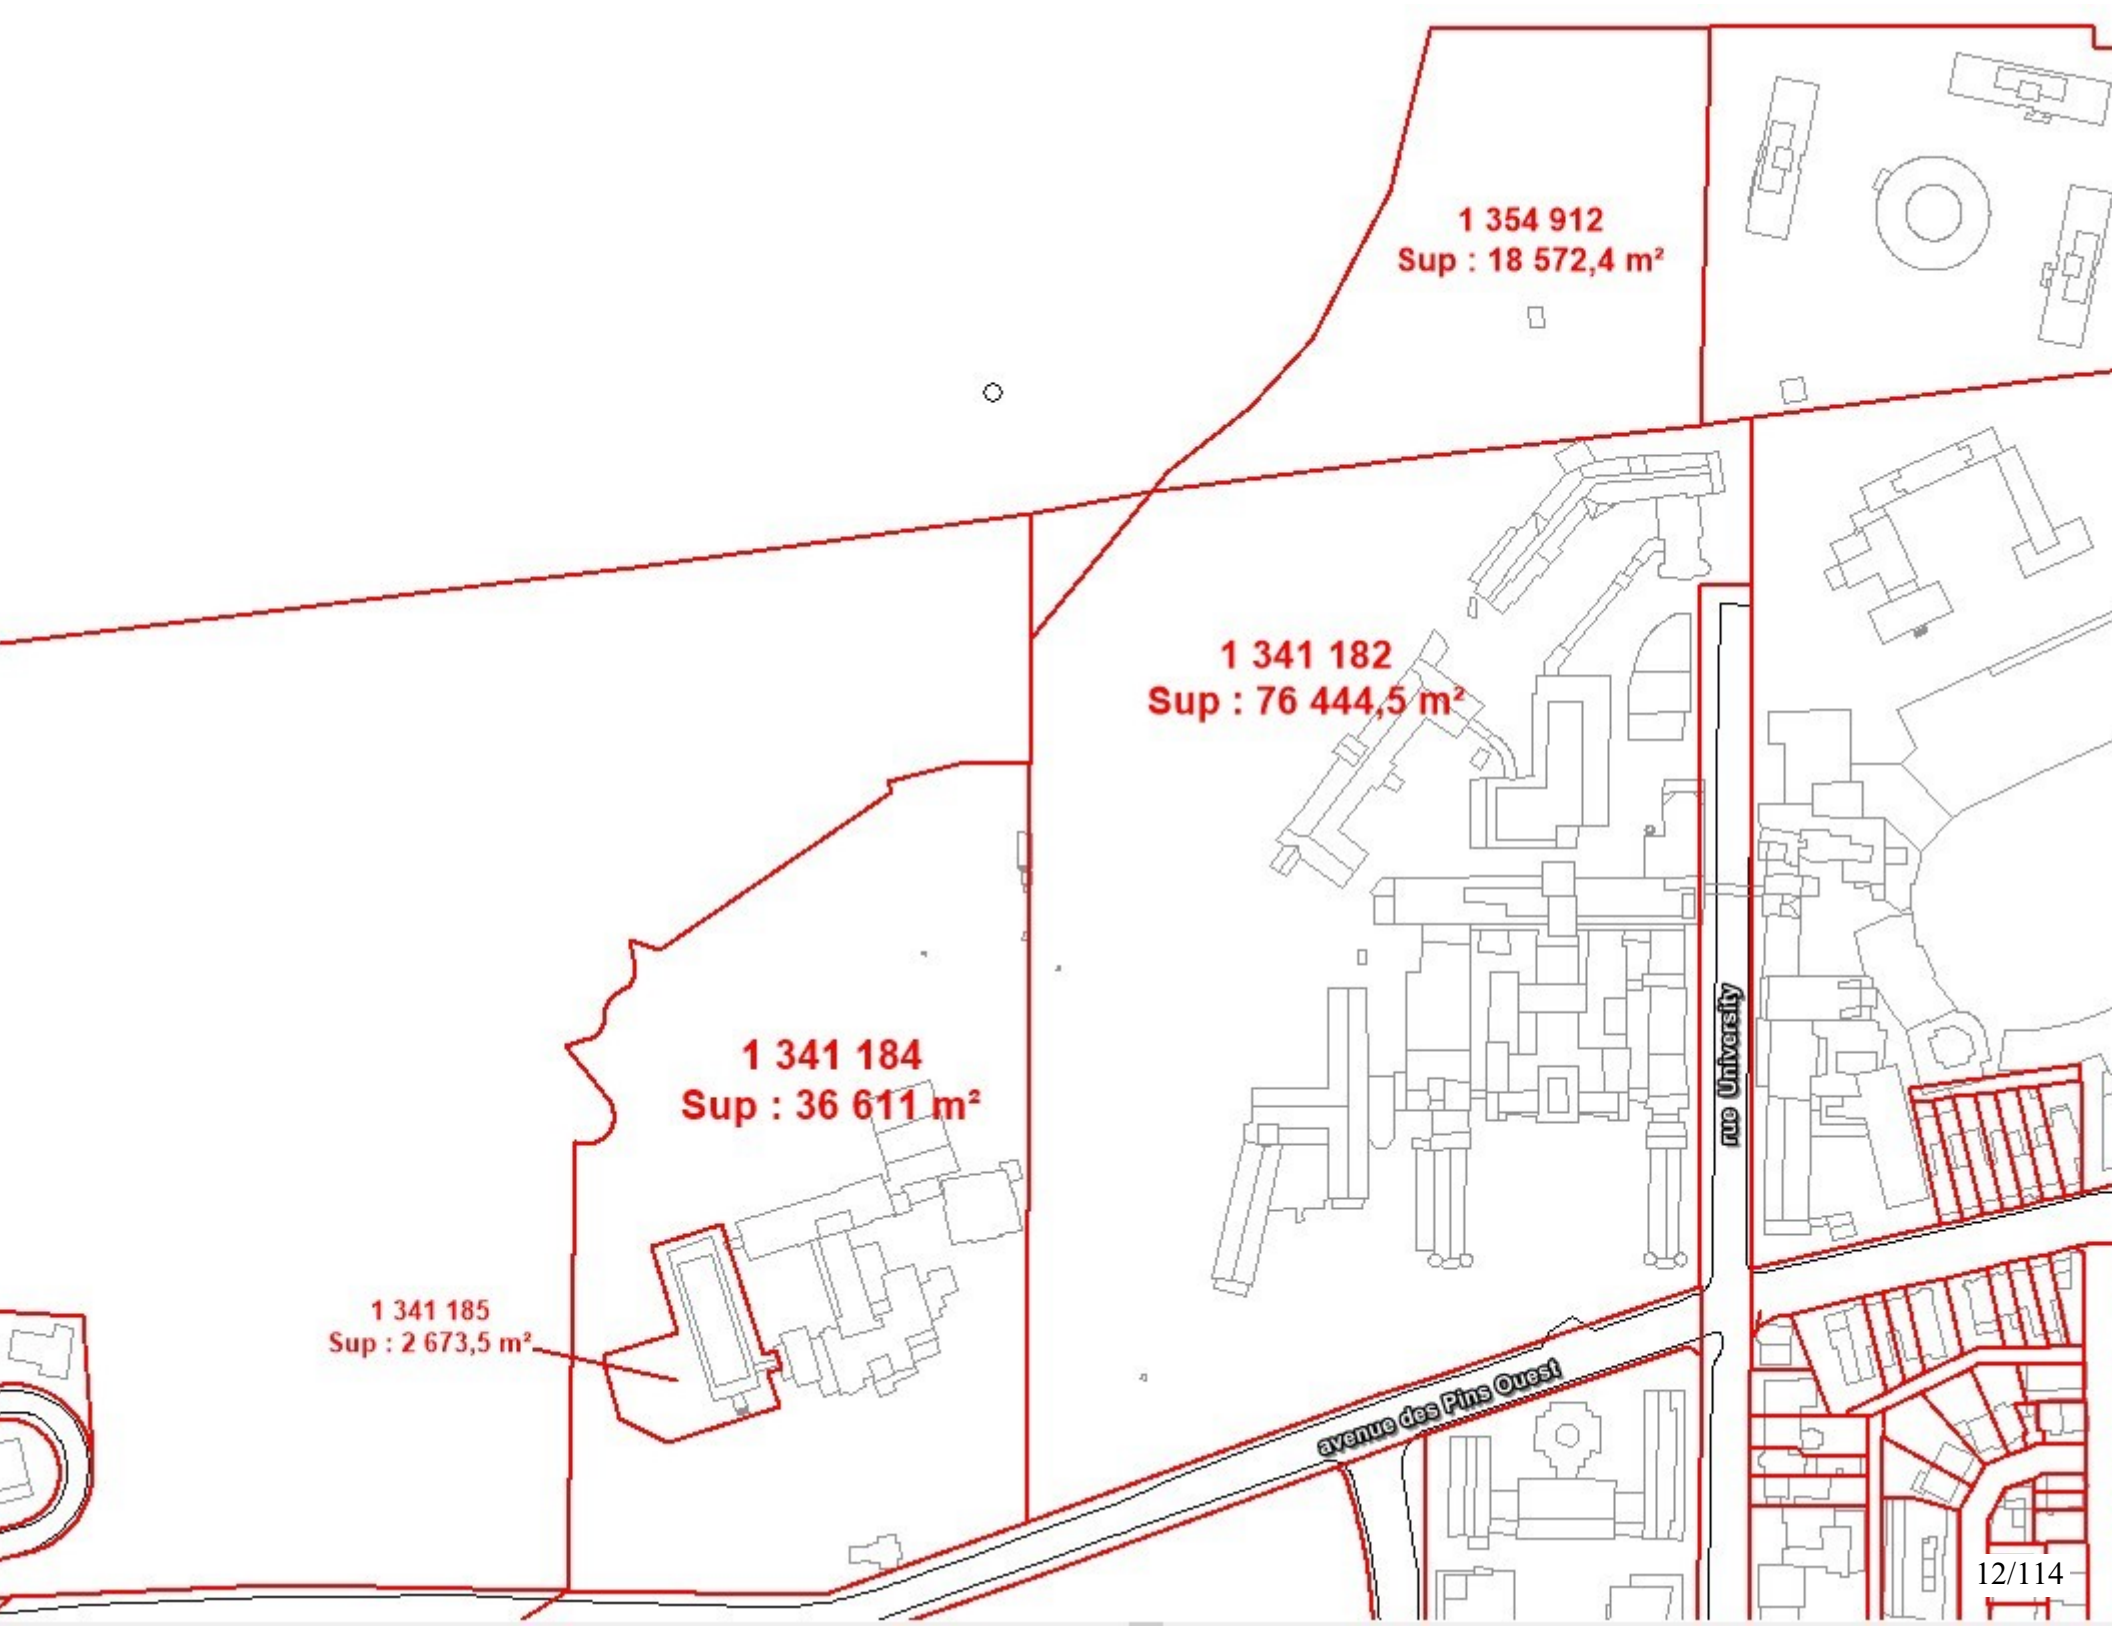 1 354 912
Sup : 18 572,4 m²
1 341 182
Sup : 76 444,5 m²
1 341 184
Sup : 36 611 m²
rue University
1 341 185
Sup : 2 673,5 m²
avenue des Pins Ouest
12/114